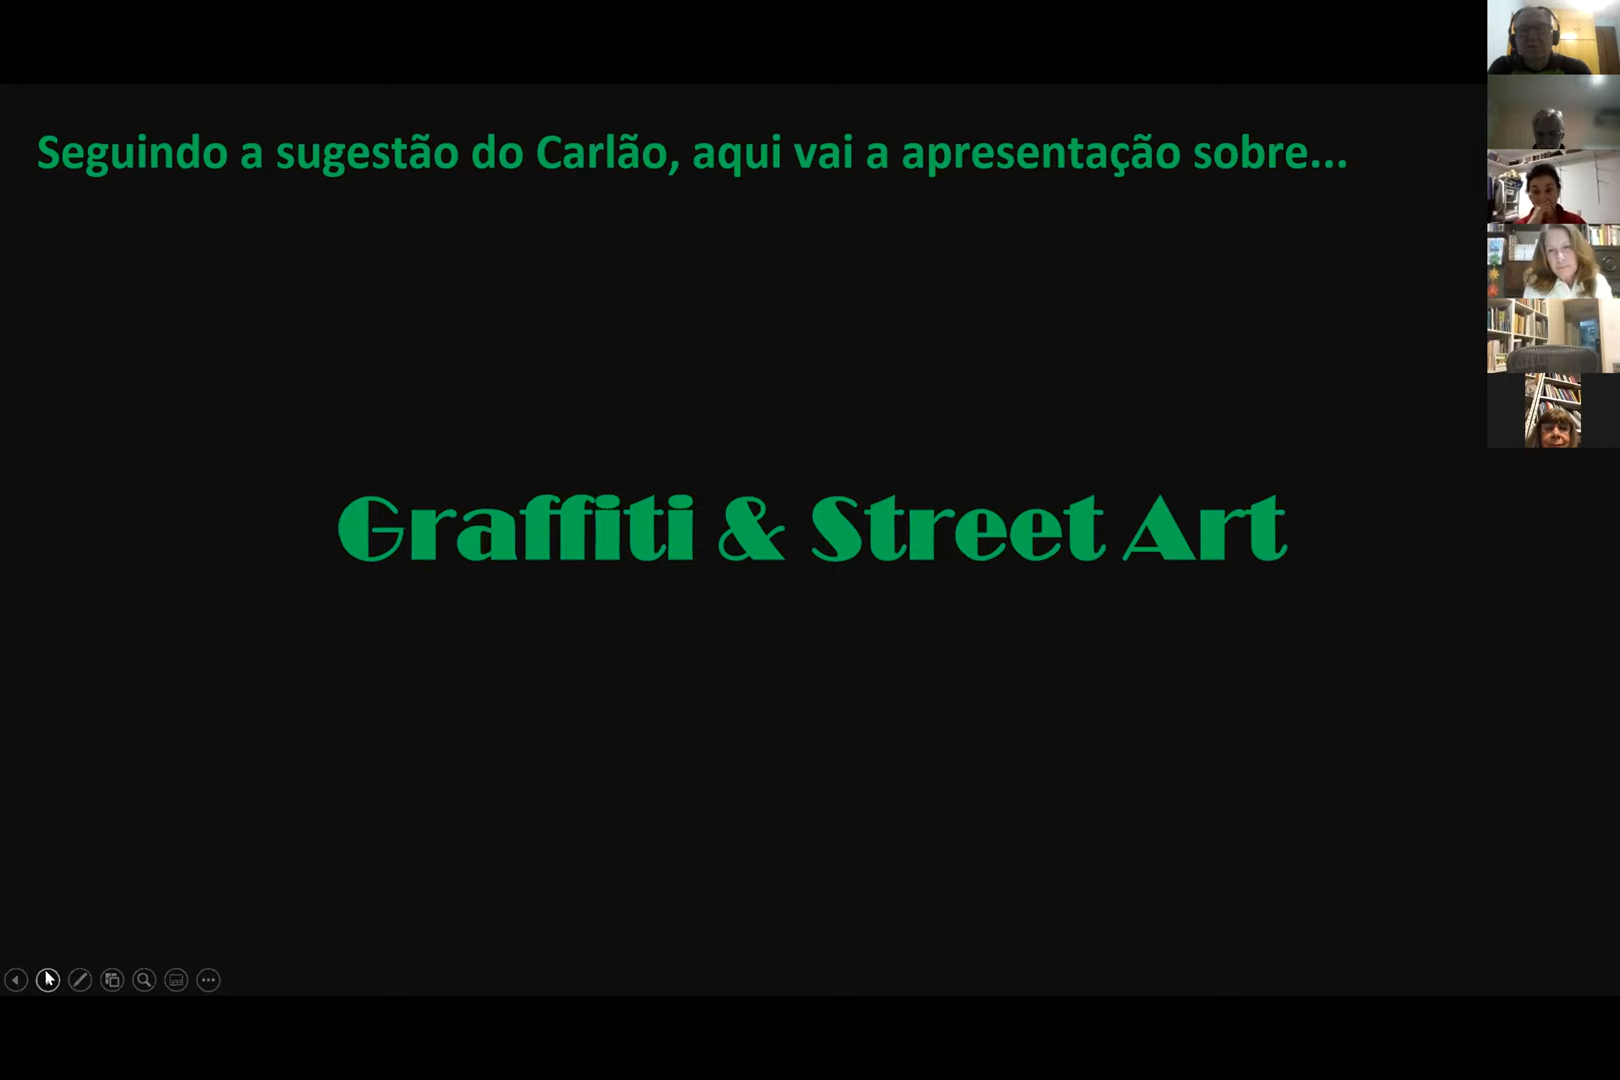 Seguindo a sugestão do Carlão, aqui vai a apresentação sobre...
Graffiti & Street Art